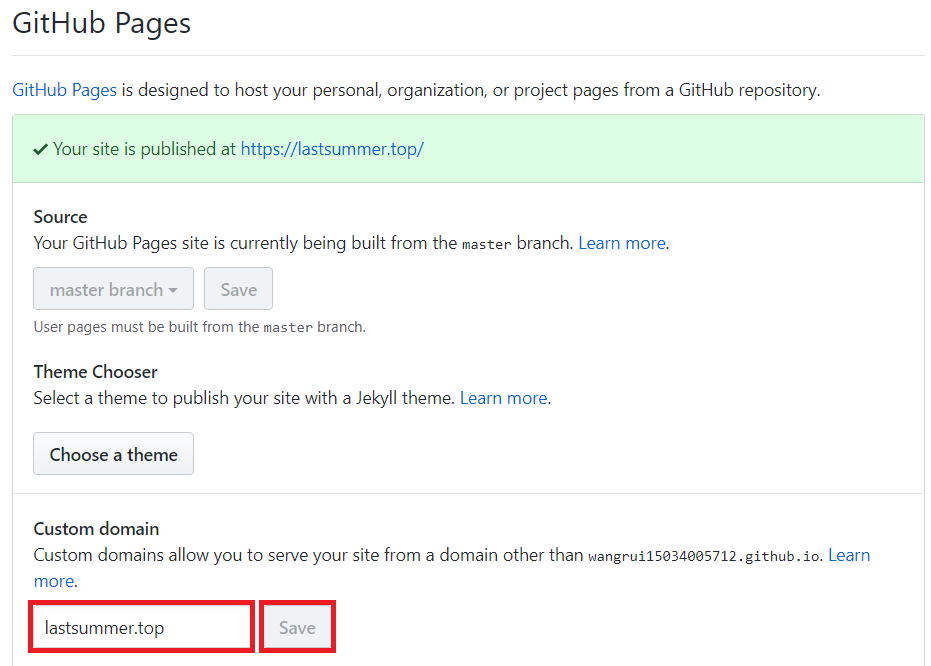 GitHub Pages
GitHub Pages is designed to host your personal, organization, or project pages from a GitHub repository.
Your site is published at https://lastsummer.top/
Source
Your GitHub Pages site is currently being built from the master branch. Learn more.
master branch Save
User pages must be built from the master branch.
Theme Chooser
Select a theme to publish your site with a Jekyll theme. Learn more.
Choose a theme
Custom domain
Custom domains allow you to serve your site from a domain other than wangrui15034005712.github.io. Learn
more.
lastsummer.top Save